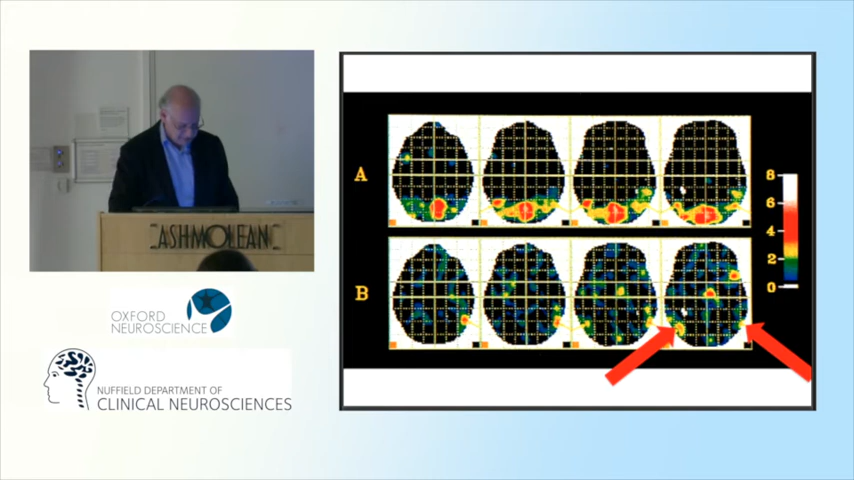 ASHMOLEAN
OXFORD
NEUROSCIENCE
NUFFIELD DEPARTMENT OF
CLINICAL NEUROSCIENCES
A
B
8
6
4
2
0